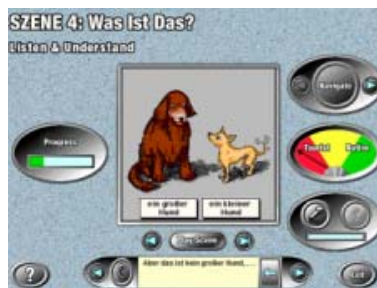 SZENE 4: Was Ist Das?
Listen & Understand
Navigate
Progress
Tourist Native
ein großer
Hund
ein kleiner
Hund
Scene
?
Aber das ist kein großer Hund,...